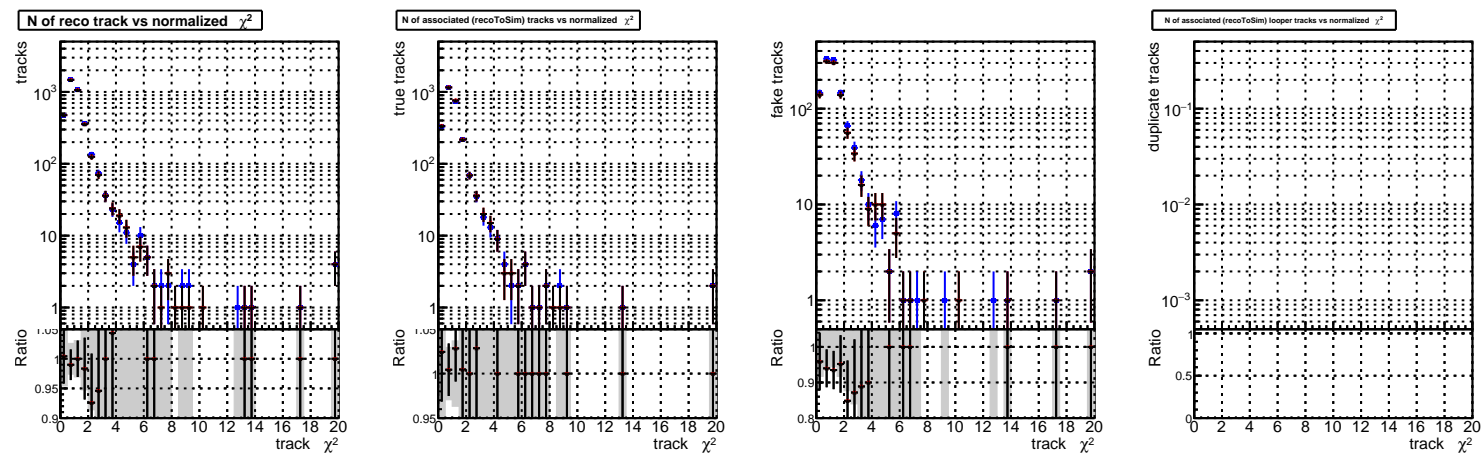 N of reco track vs normalized χ²
tracks
10³
10²
10
1
1.05
Ratio
1
0.95
0.9
0 2 4 6 8 10 12 14 16 18 20
track χ²
N of associated (recoToSim) tracks vs normalized χ²
true tracks
10³
10²
10
1
1.05
Ratio
1
0.95
0 2 4 6 8 10 12 14 16 18 20
track χ²
fake tracks
10²
10
1
Ratio
1
0.9
0.8
0 2 4 6 8 10 12 14 16 18 20
track χ²
N of associated (recoToSim) looper tracks vs normalized χ²
duplicate tracks
10⁻¹
10⁻²
10⁻³
Ratio
1
0.5
0
0 2 4 6 8 10 12 14 16 18 20
track χ²